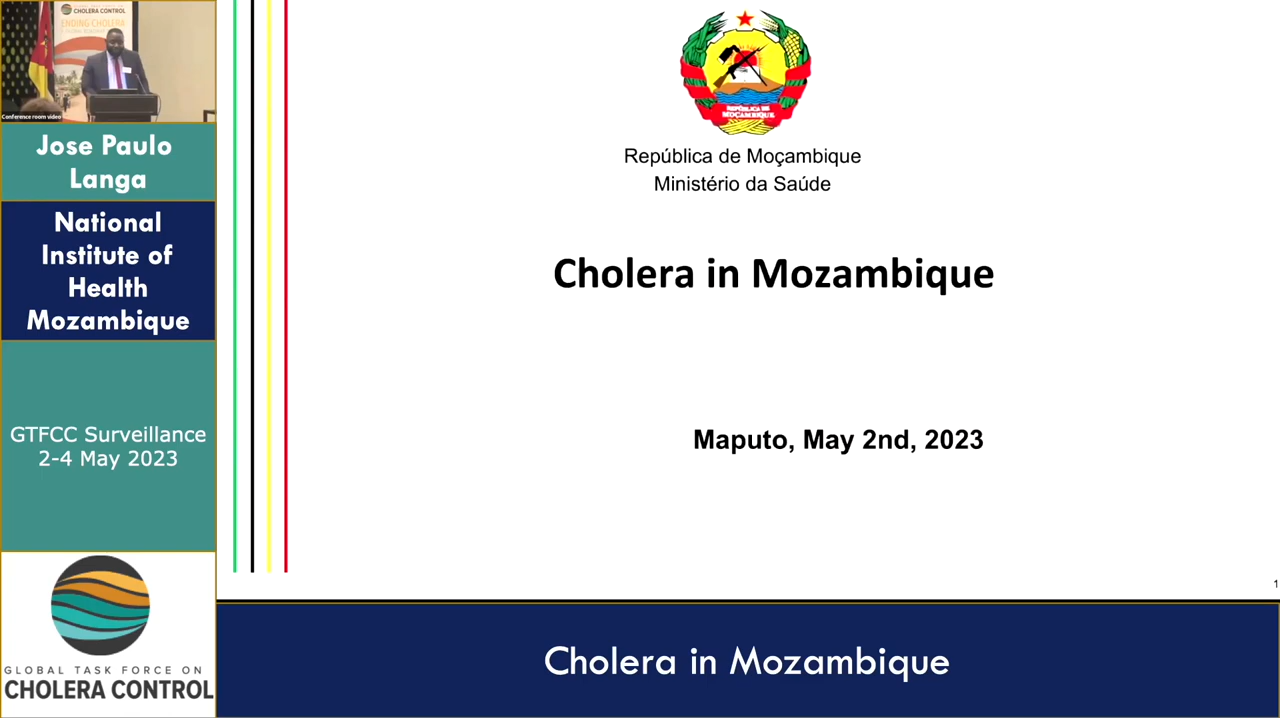 CHOLERA CONTROL
ENDING CHOLERA
Conference room video
Jose Paulo
Langa
National
Institute of
Health
Mozambique
GTFCC Surveillance
2-4 May 2023
GLOBAL TASK FORCE ON
CHOLERA CONTROL
REPÚBLICA DE
MOÇAMBIQUE
República de Moçambique
Ministério da Saúde
Cholera in Mozambique
Maputo, May 2nd, 2023
1
Cholera in Mozambique